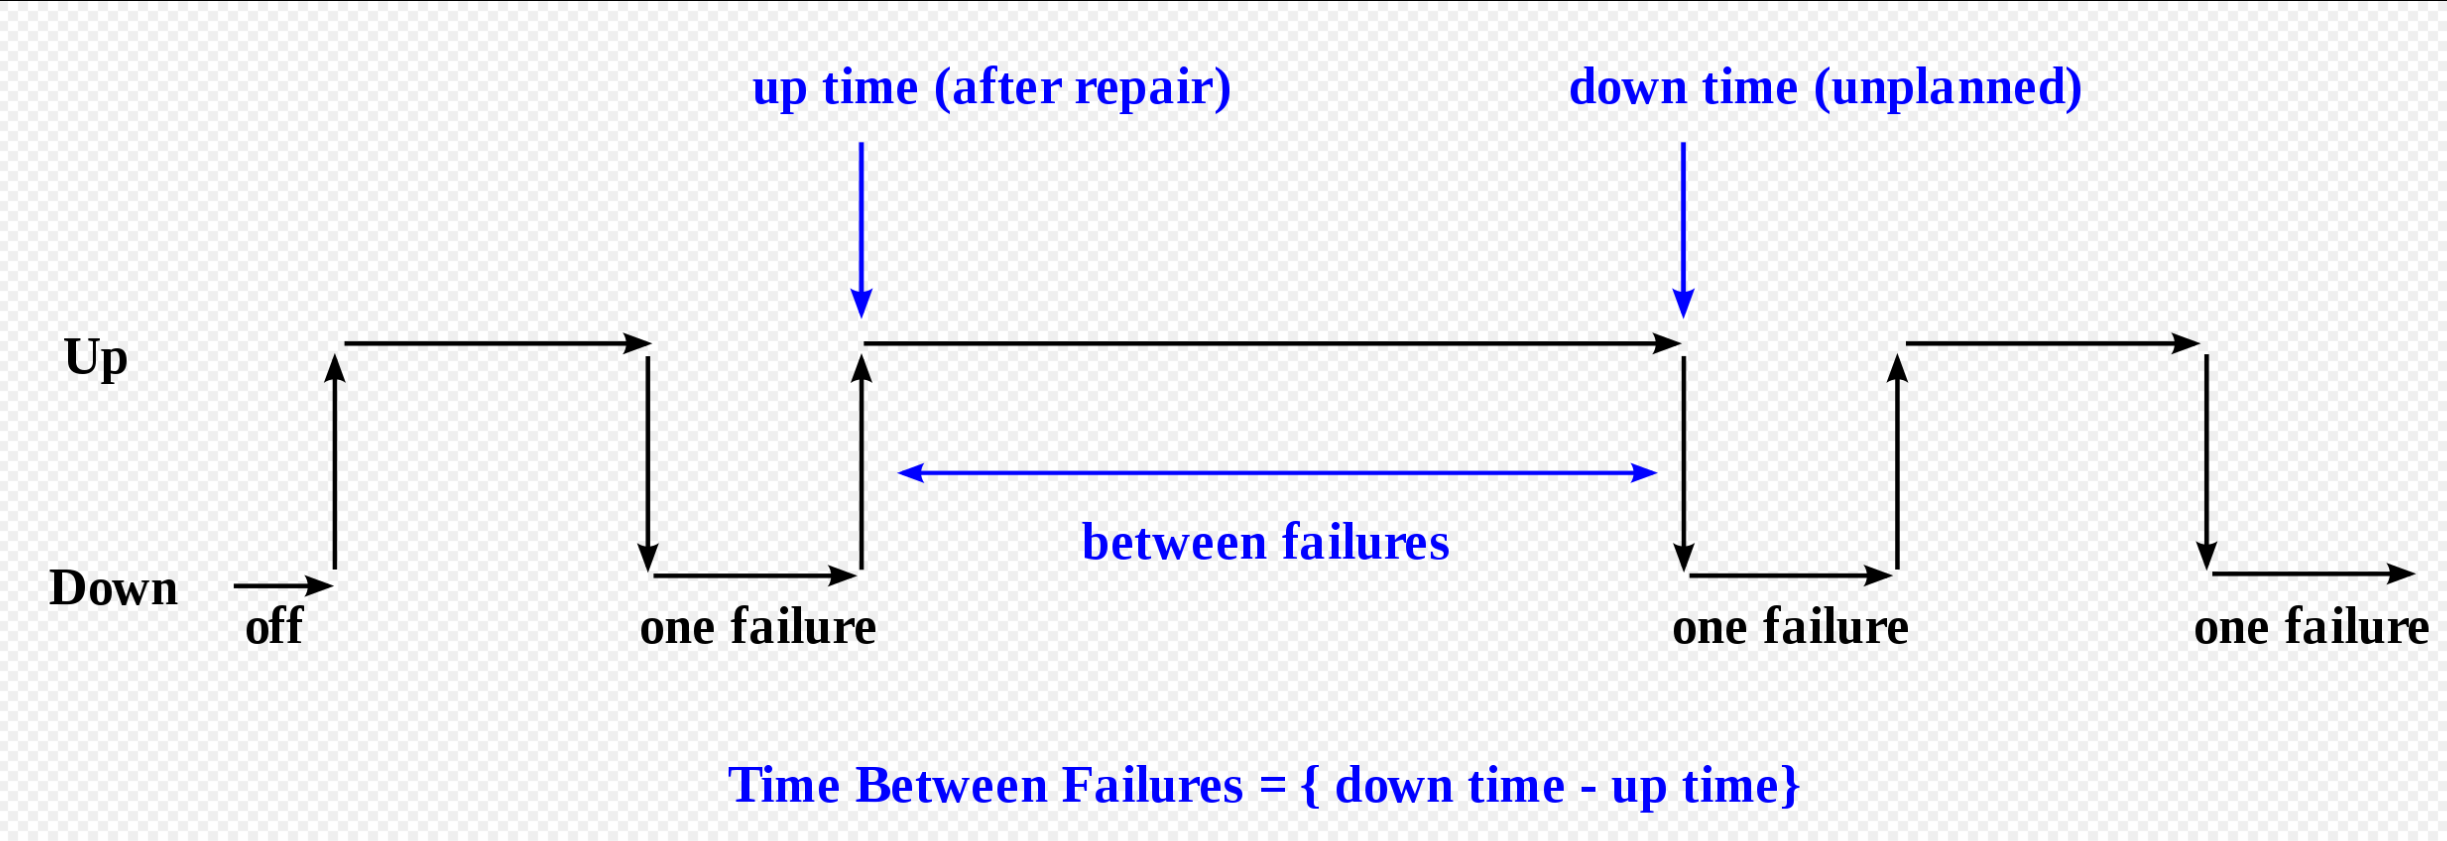 up time (after repair)
down time (unplanned)
Up
between failures
Down
off
one failure
one failure
one failure
Time Between Failures = { down time - up time}